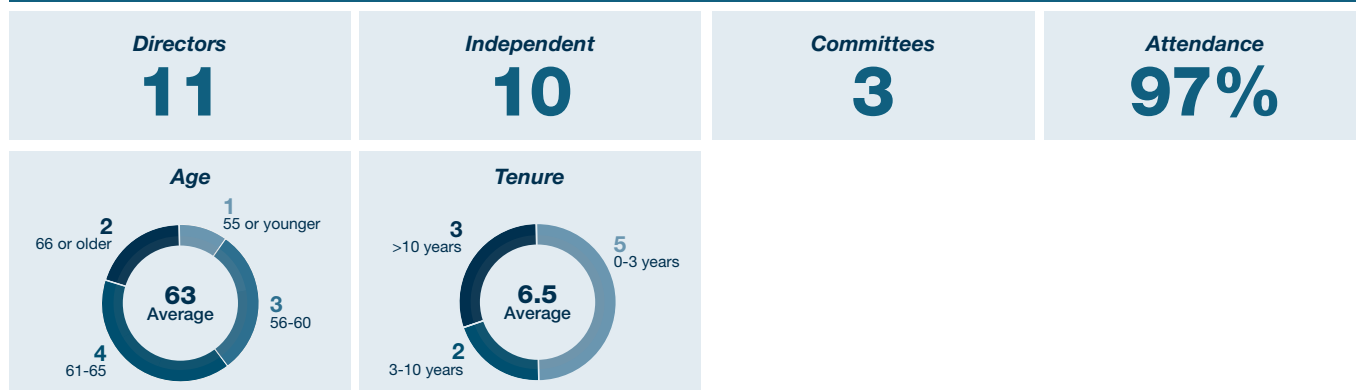 Directors
11
Independent
10
Committees
3
Attendance
97%
Age
1
55 or younger
2
66 or older
63
Average
3
56-60
4
61-65
Tenure
3
>10 years
5
0-3 years
6.5
Average
2
3-10 years